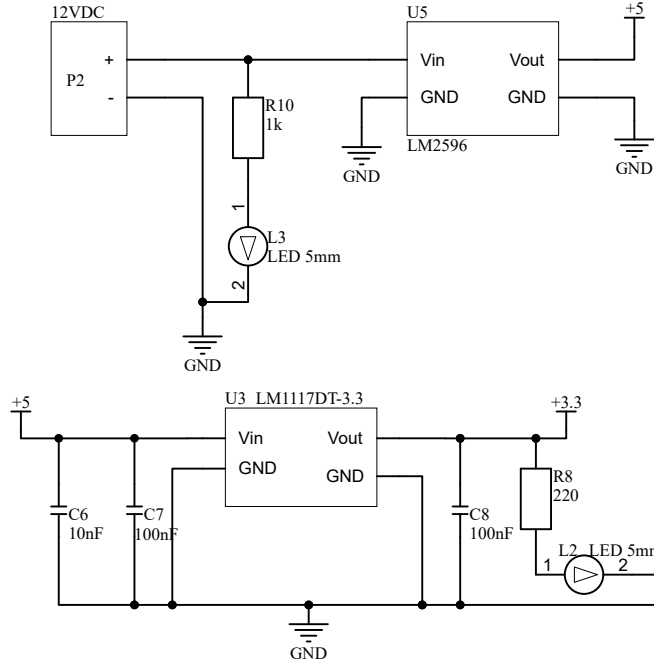 12VDC
P2
+
-
R10
1k
1
L3
LED 5mm
2
GND
U5
Vin
Vout
GND
GND
LM2596
+5
GND
GND
+5
U3 LM1117DT-3.3
Vin
Vout
GND
GND
+3.3
C6
10nF
C7
100nF
C8
100nF
R8
220
L2 LED 5mm
1
2
GND